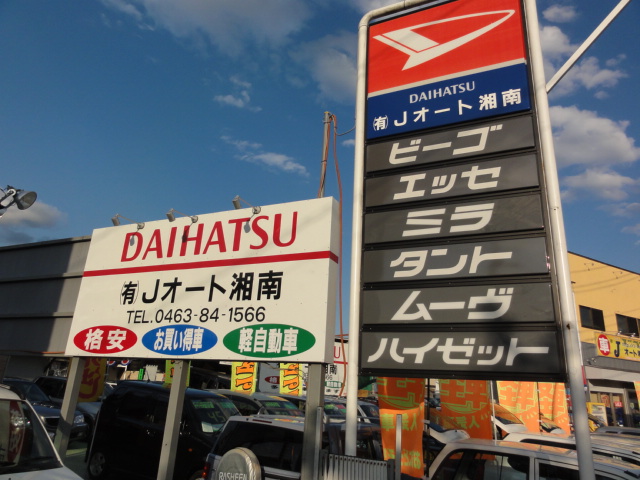 DAIHATSU
㈲Jオート湘南
TEL.0463-84-1566
格安
お買い得車
軽自動車
DAIHATSU
㈲Jオート湘南
ビーゴ
エッセ
ミラ
タント
ムーヴ
ハイゼット
RASHEEN